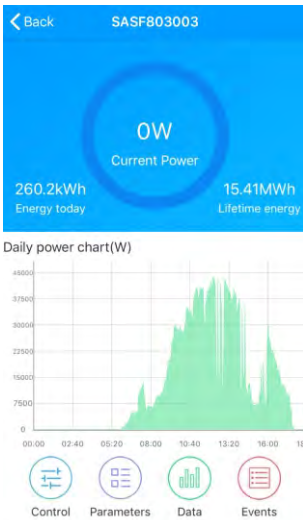 Back SASF803003
0W
Current Power
260.2kWh 15.41MWh
Energy today Lifetime energy
Daily power chart(W)
45000
37500
30000
22500
15000
7500
0
00:00 02:40 05:20 08:00 10:40 13:20 16:00 18
Control Parameters Data Events